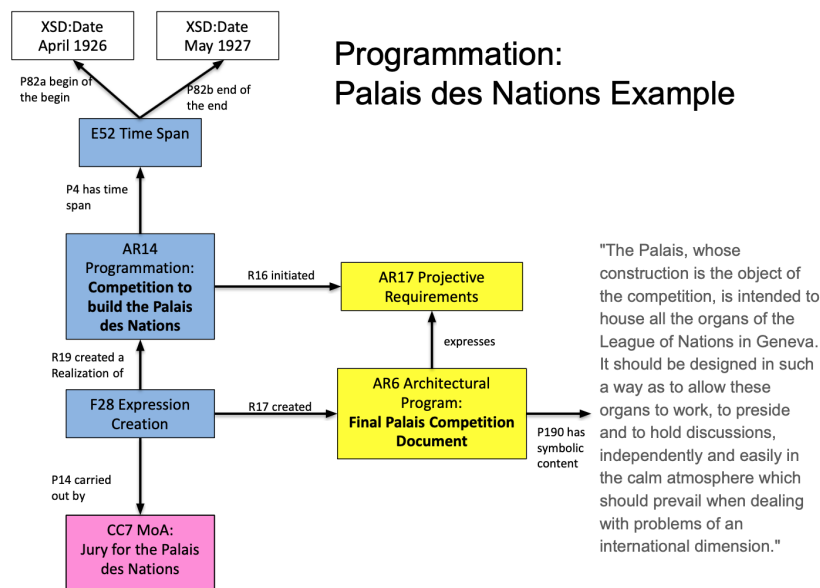 XSD:Date
April 1926
XSD:Date
May 1927
Programmation:
Palais des Nations Example
P82a begin of
the begin
P82b end of
the end
E52 Time Span
P4 has time
span
AR14
Programmation:
Competition to
build the Palais
des Nations
R16 initiated
AR17 Projective
Requirements
R19 created a
Realization of
expresses
F28 Expression
Creation
R17 created
AR6 Architectural
Program:
Final Palais Competition
Document
P190 has
symbolic
content
P14 carried
out by
CC7 MoA:
Jury for the Palais
des Nations
"The Palais, whose
construction is the object of
the competition, is intended to
house all the organs of the
League of Nations in Geneva.
It should be designed in such
a way as to allow these
organs to work, to preside
and to hold discussions,
independently and easily in
the calm atmosphere which
should prevail when dealing
with problems of an
international dimension."